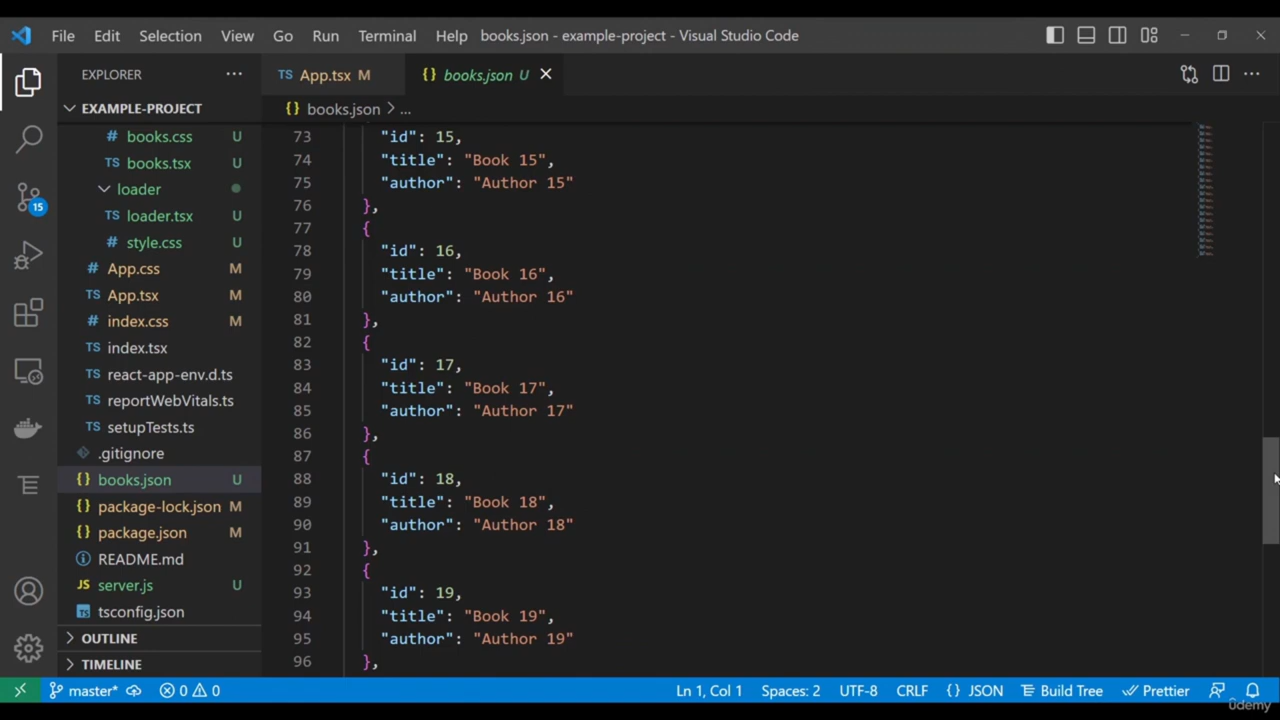 File Edit Selection View Go Run Terminal Help books.json - example-project - Visual Studio Code
EXPLORER ...
TS App.tsx M {} books.json U
EXAMPLE-PROJECT
{} books.json > ...
# books.css U
TS books.tsx U
loader
TS loader.tsx U
# style.css U
# App.css M
TS App.tsx M
# index.css M
TS index.tsx
TS react-app-env.d.ts
TS reportWebVitals.ts
TS setupTests.ts
.gitignore
{} books.json U
{} package-lock.json M
{} package.json M
README.md
JS server.js U
tsconfig.json
OUTLINE
TIMELINE
15
73 "id": 15,
74 "title": "Book 15",
75 "author": "Author 15"
76 },
77 {
78 "id": 16,
79 "title": "Book 16",
80 "author": "Author 16"
81 },
82 {
83 "id": 17,
84 "title": "Book 17",
85 "author": "Author 17"
86 },
87 {
88 "id": 18,
89 "title": "Book 18",
90 "author": "Author 18"
91 },
92 {
93 "id": 19,
94 "title": "Book 19",
95 "author": "Author 19"
96 },
master* 0 0 Ln 1, Col 1 Spaces: 2 UTF-8 CRLF {} JSON Build Tree Prettier
ûdemy